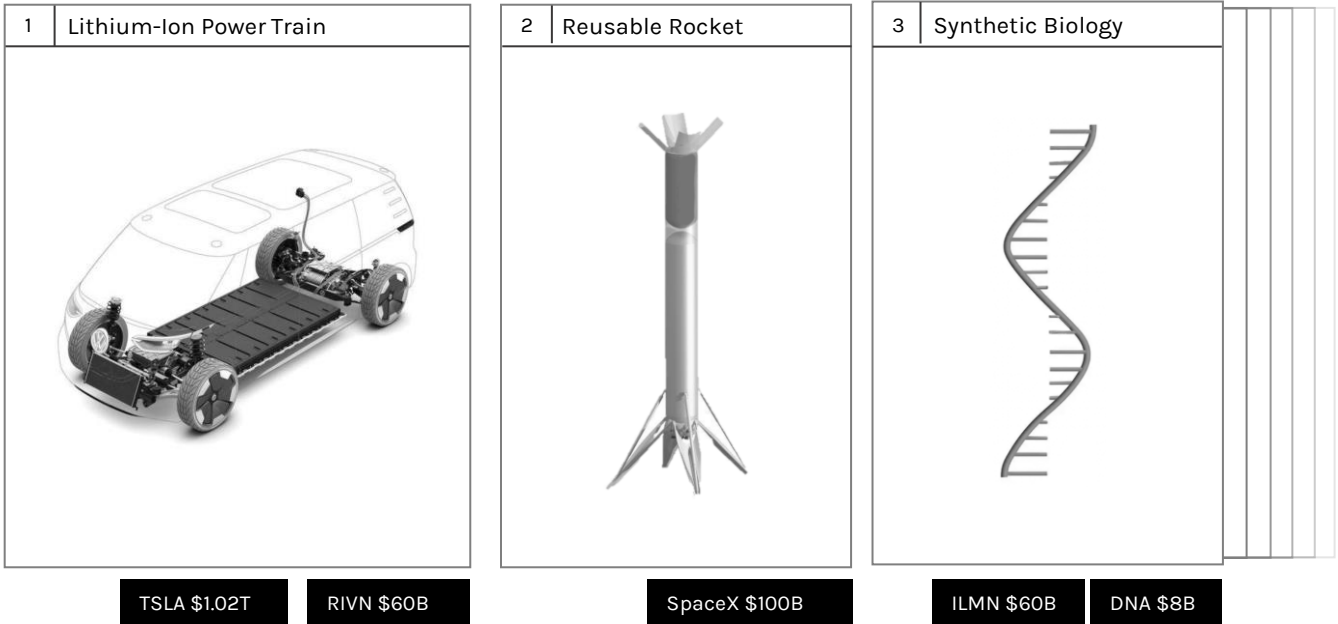 1 Lithium-Ion Power Train
2 Reusable Rocket
3 Synthetic Biology
TSLA $1.02T
RIVN $60B
SpaceX $100B
ILMN $60B
DNA $8B